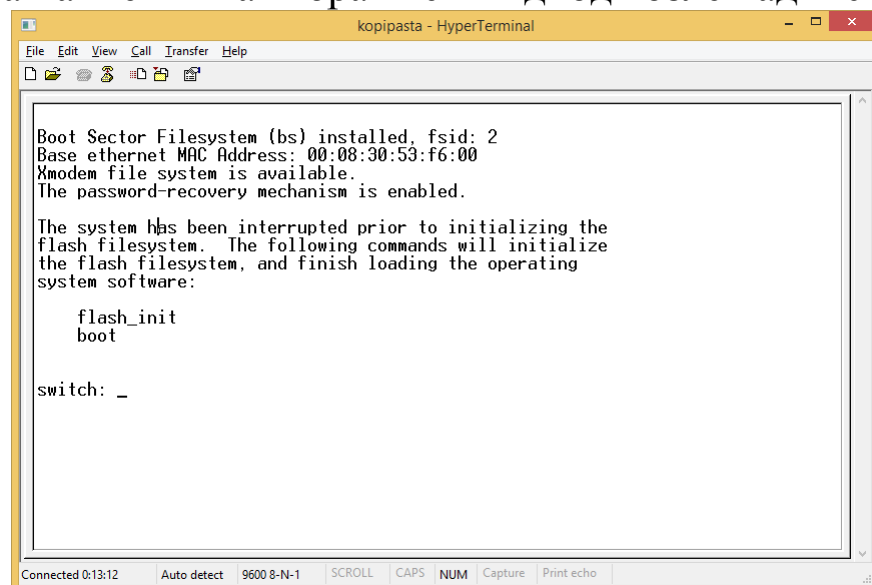 kopipasta - HyperTerminal
File Edit View Call Transfer Help
Boot Sector Filesystem (bs) installed, fsid: 2
Base ethernet MAC Address: 00:08:30:53:f6:00
Xmodem file system is available.
The password-recovery mechanism is enabled.
The system has been interrupted prior to initializing the
flash filesystem. The following commands will initialize
the flash filesystem, and finish loading the operating
system software:
flash_init
boot
switch: _
Connected 0:13:12 Auto detect 9600 8-N-1 SCROLL CAPS NUM Capture Print echo